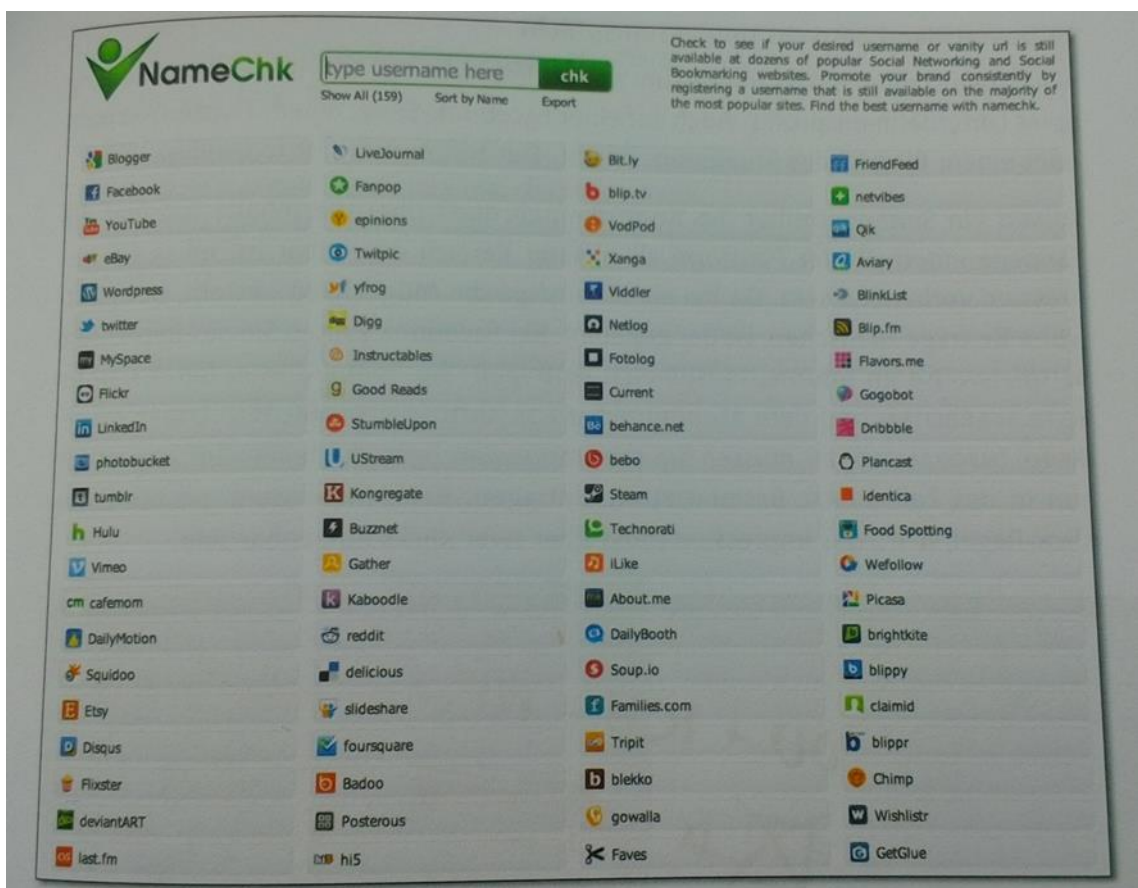 NameChk
type username here
chk
Show All (159) Sort by Name Export
Check to see if your desired username or vanity url is still
available at dozens of popular Social Networking and Social
Bookmarking websites. Promote your brand consistently by
registering a username that is still available on the majority of
the most popular sites. Find the best username with namechk.
Blogger
Facebook
YouTube
eBay
Wordpress
twitter
MySpace
Flickr
LinkedIn
photobucket
tumblr
Hulu
Vimeo
cafemom
DailyMotion
Squidoo
Etsy
Disqus
Flixster
deviantART
last.fm
LiveJournal
Fanpop
epinions
Twitpic
yfrog
Digg
Instructables
Good Reads
StumbleUpon
UStream
Kongregate
Buzznet
Gather
Kaboodle
reddit
delicious
slideshare
foursquare
Badoo
Posterous
hi5
Bit.ly
blip.tv
VodPod
Xanga
Viddler
Netlog
Fotolog
Current
behance.net
bebo
Steam
Technorati
iLike
About.me
DailyBooth
Soup.io
Families.com
Tripit
blekko
gowalla
Faves
FriendFeed
netvibes
Qik
Aviary
BlinkList
Blip.fm
Flavors.me
Gogobot
Dribbble
Plancast
identica
Food Spotting
Wefollow
Picasa
brightkite
blippy
claimid
blippr
Chimp
Wishlistr
GetGlue